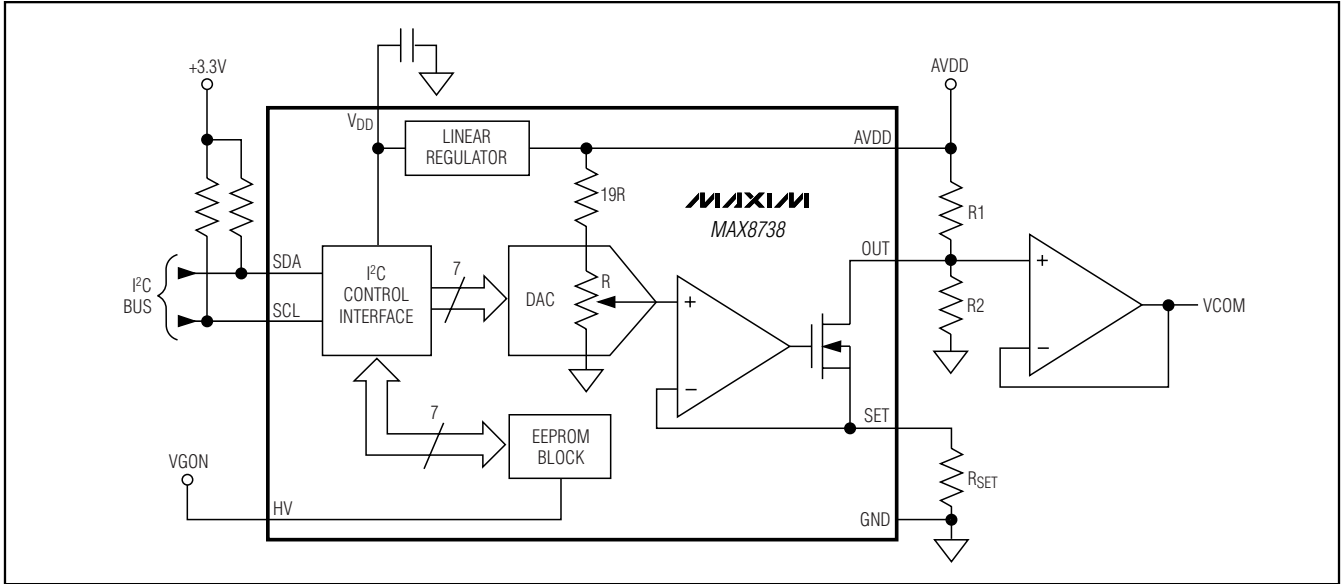 +3.3V
AVDD
VDD
LINEAR
REGULATOR
AVDD
19R
MAXIM
MAX8738
R1
OUT
SDA
I²C
BUS
I²C
CONTROL
INTERFACE
7
DAC
R
+
+
R2
VCOM
SCL
−
−
SET
7
EEPROM
BLOCK
VGON
RSET
HV
GND